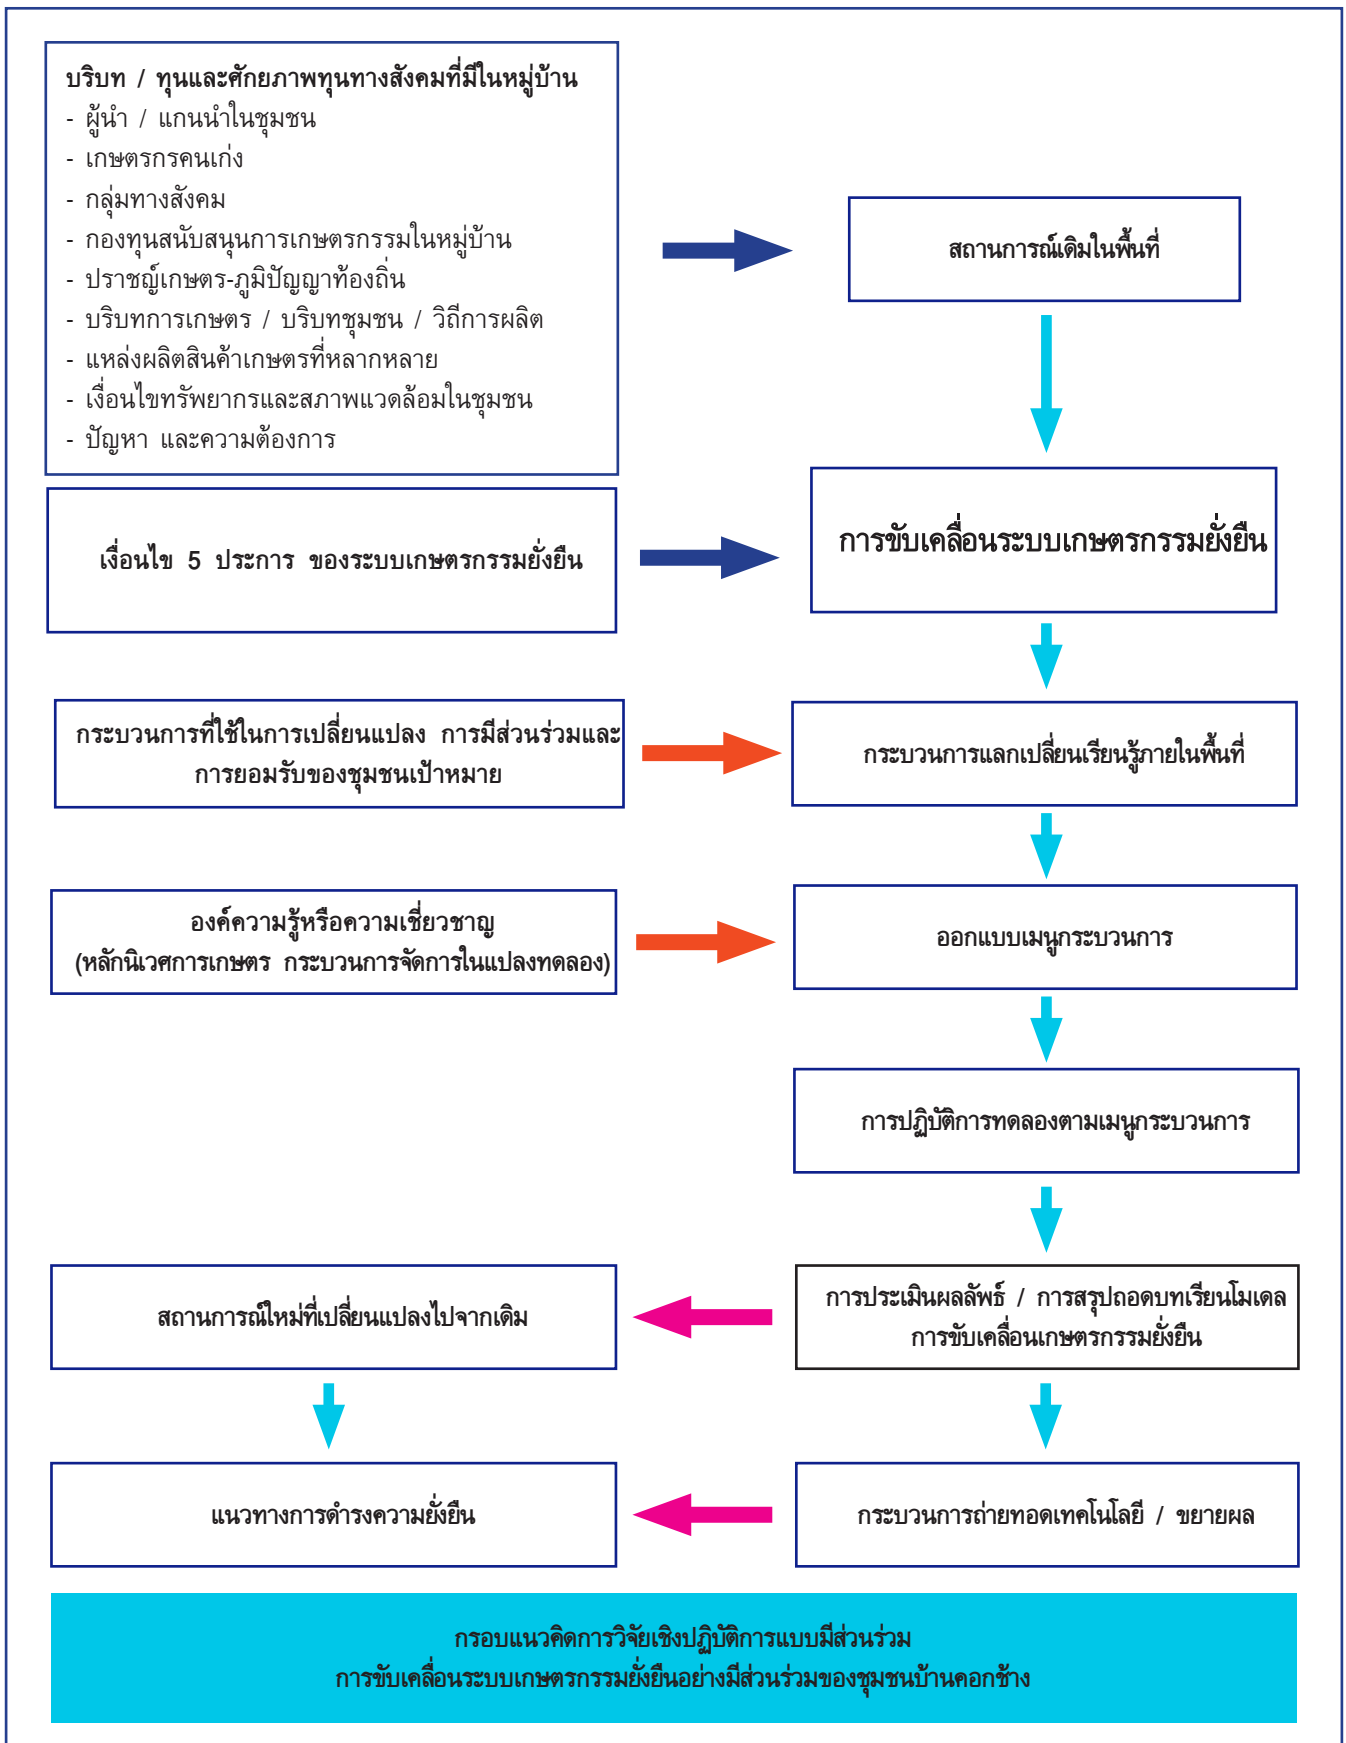 บริบท / ทุนและศักยภาพทุนทางสังคมที่มีในหมู่บ้าน
- ผู้นำ / แกนนำในชุมชน
- เกษตรกรคนเก่ง
- กลุ่มทางสังคม
- กองทุนสนับสนุนการเกษตรกรรมในหมู่บ้าน
- ปราชญ์เกษตร-ภูมิปัญญาท้องถิ่น
- บริบทการเกษตร / บริบทชุมชน / วิถีการผลิต
- แหล่งผลิตสินค้าเกษตรที่หลากหลาย
- เงื่อนไขทรัพยากรและสภาพแวดล้อมในชุมชน
- ปัญหา และความต้องการ
สถานการณ์เดิมในพื้นที่
เงื่อนไข 5 ประการ ของระบบเกษตรกรรมยั่งยืน
การขับเคลื่อนระบบเกษตรกรรมยั่งยืน
กระบวนการที่ใช้ในการเปลี่ยนแปลง การมีส่วนร่วมและ
การยอมรับของชุมชนเป้าหมาย
กระบวนการแลกเปลี่ยนเรียนรู้ภายในพื้นที่
องค์ความรู้หรือความเชี่ยวชาญ
(หลักนิเวศการเกษตร กระบวนการจัดการในแปลงทดลอง)
ออกแบบเมนูกระบวนการ
การปฏิบัติการทดลองตามเมนูกระบวนการ
การประเมินผลลัพธ์ / การสรุปถอดบทเรียนโมเดล
การขับเคลื่อนเกษตรกรรมยั่งยืน
สถานการณ์ใหม่ที่เปลี่ยนแปลงไปจากเดิม
แนวทางการดำรงความยั่งยืน
กระบวนการถ่ายทอดเทคโนโลยี / ขยายผล
กรอบแนวคิดการวิจัยเชิงปฏิบัติการแบบมีส่วนร่วม
การขับเคลื่อนระบบเกษตรกรรมยั่งยืนอย่างมีส่วนร่วมของชุมชนบ้านคอกช้าง